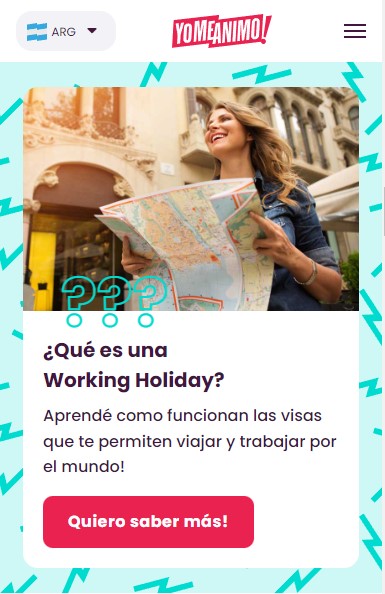 ARG
YOMEANIMO!
???
¿Qué es una
Working Holiday?
Aprendé como funcionan las visas
que te permiten viajar y trabajar por
el mundo!
Quiero saber más!